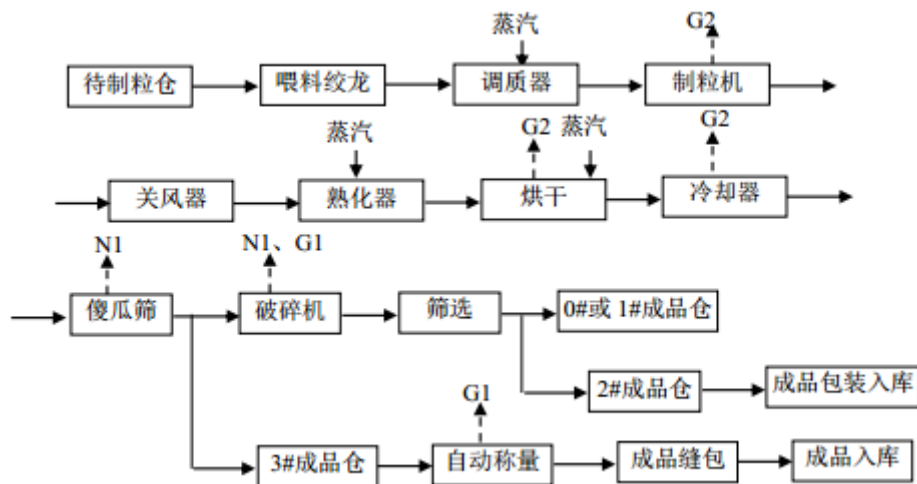 蒸汽 G2
待制粒仓 喂料绞龙 调质器 制粒机
蒸汽 G2 蒸汽 G2
关风器 熟化器 烘干 冷却器
N1 N1、G1
傻瓜筛 破碎机 筛选 0#或 1#成品仓
2#成品仓 成品包装入库
G1
3#成品仓 自动称量 成品缝包 成品入库